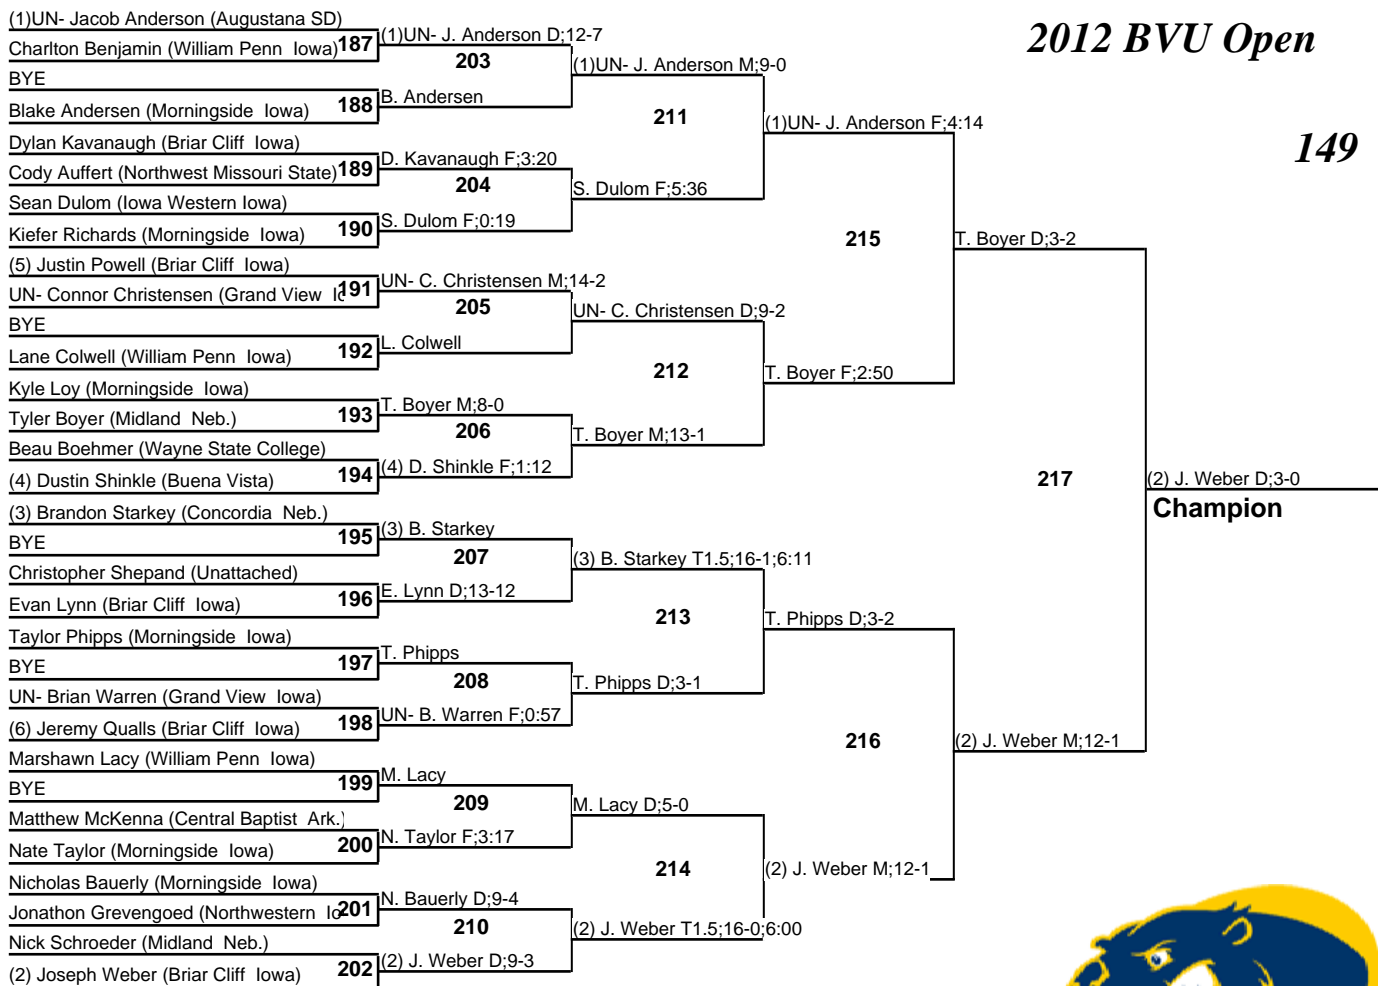 2012 BVU Open
149
(1)UN- Jacob Anderson (Augustana SD)
Charlton Benjamin (William Penn Iowa)
187
BYE
Blake Andersen (Morningside Iowa)
188
Dylan Kavanaugh (Briar Cliff Iowa)
Cody Auffert (Northwest Missouri State)
189
Sean Dulom (Iowa Western Iowa)
Kiefer Richards (Morningside Iowa)
190
(5) Justin Powell (Briar Cliff Iowa)
UN- Connor Christensen (Grand View Io
191
BYE
Lane Colwell (William Penn Iowa)
192
Kyle Loy (Morningside Iowa)
Tyler Boyer (Midland Neb.)
193
Beau Boehmer (Wayne State College)
(4) Dustin Shinkle (Buena Vista)
194
(3) Brandon Starkey (Concordia Neb.)
BYE
195
Christopher Shepand (Unattached)
Evan Lynn (Briar Cliff Iowa)
196
Taylor Phipps (Morningside Iowa)
BYE
197
UN- Brian Warren (Grand View Iowa)
(6) Jeremy Qualls (Briar Cliff Iowa)
198
Marshawn Lacy (William Penn Iowa)
BYE
199
Matthew McKenna (Central Baptist Ark.)
Nate Taylor (Morningside Iowa)
200
Nicholas Bauerly (Morningside Iowa)
Jonathon Grevengoed (Northwestern Io
201
Nick Schroeder (Midland Neb.)
(2) Joseph Weber (Briar Cliff Iowa)
202
(1)UN- J. Anderson D;12-7
203
B. Andersen
D. Kavanaugh F;3:20
204
S. Dulom F;0:19
UN- C. Christensen M;14-2
205
L. Colwell
T. Boyer M;8-0
206
(4) D. Shinkle F;1:12
(3) B. Starkey
207
E. Lynn D;13-12
T. Phipps
208
UN- B. Warren F;0:57
M. Lacy
209
N. Taylor F;3:17
N. Bauerly D;9-4
210
(2) J. Weber D;9-3
(1)UN- J. Anderson M;9-0
211
S. Dulom F;5:36
UN- C. Christensen D;9-2
212
T. Boyer M;13-1
(3) B. Starkey T1.5;16-1;6:11
213
T. Phipps D;3-1
M. Lacy D;5-0
214
(2) J. Weber T1.5;16-0;6:00
(1)UN- J. Anderson F;4:14
215
T. Boyer F;2:50
T. Phipps D;3-2
216
(2) J. Weber M;12-1
T. Boyer D;3-2
217
(2) J. Weber M;12-1
(2) J. Weber D;3-0
Champion